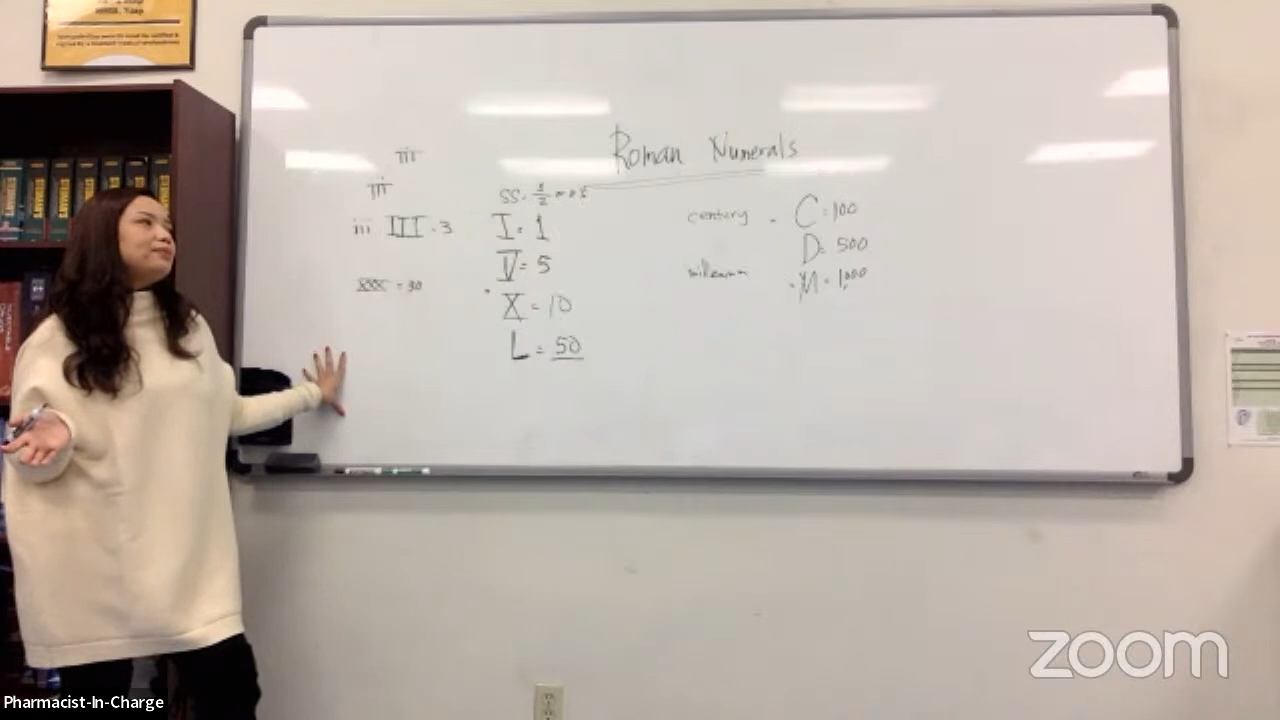 Roman Numerals
iii
iii
iii III = 3
XXX = 30
SS = 1/2 or 0.5
I = 1
V = 5
X = 10
L = 50
century - C = 100
D = 500
M = 1,000
zoom
Pharmacist-In-Charge